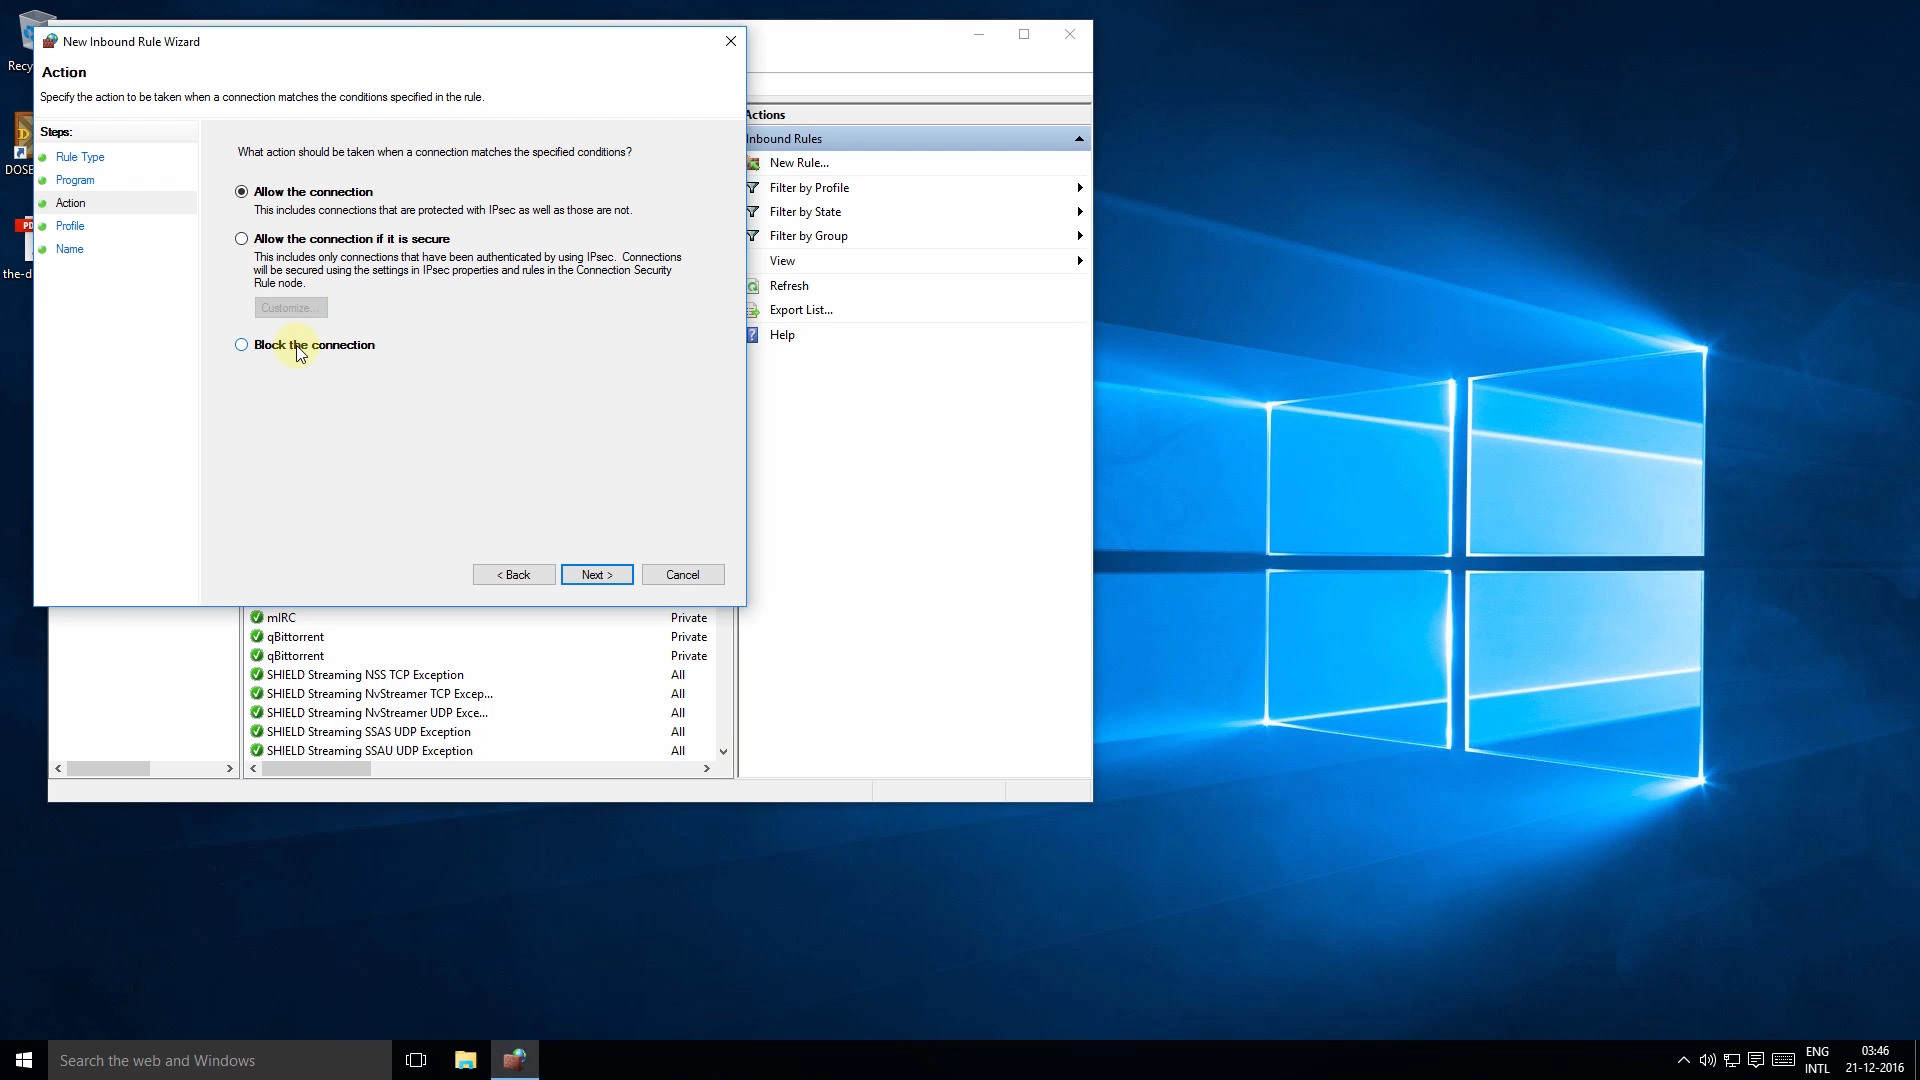 Recy
DOSB
PD
the-d
New Inbound Rule Wizard
Action
Specify the action to be taken when a connection matches the conditions specified in the rule.
Steps:
Rule Type
Program
Action
Profile
Name
What action should be taken when a connection matches the specified conditions?
Allow the connection
This includes connections that are protected with IPsec as well as those are not.
Allow the connection if it is secure
This includes only connections that have been authenticated by using IPsec. Connections
will be secured using the settings in IPsec properties and rules in the Connection Security
Rule node.
Customize...
Block the connection
< Back
Next >
Cancel
Actions
Inbound Rules
New Rule...
Filter by Profile
Filter by State
Filter by Group
View
Refresh
Export List...
Help
mIRC Private
qBittorrent Private
qBittorrent Private
SHIELD Streaming NSS TCP Exception All
SHIELD Streaming NvStreamer TCP Excep... All
SHIELD Streaming NvStreamer UDP Exce... All
SHIELD Streaming SSAS UDP Exception All
SHIELD Streaming SSAU UDP Exception All
Search the web and Windows
ENG
INTL
03:46
21-12-2016